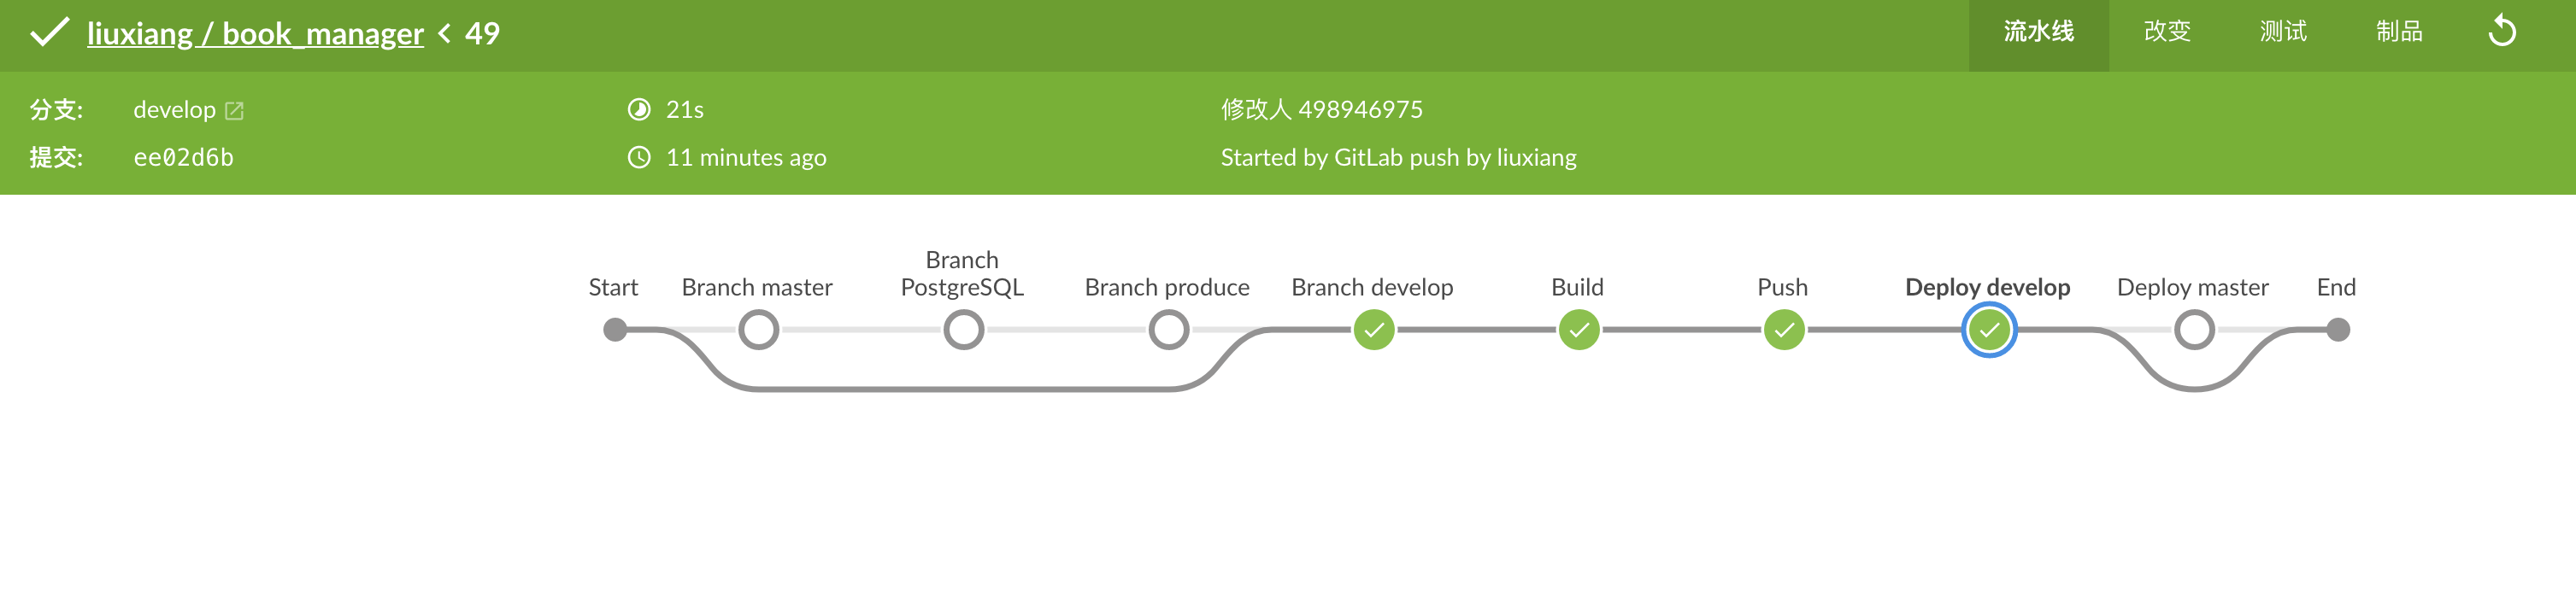 liuxiang / book_manager < 49
流水线 改变 测试 制品
分支: develop 21s 修改人 498946975
提交: ee02d6b 11 minutes ago Started by GitLab push by liuxiang
Start Branch master Branch PostgreSQL Branch produce Branch develop Build Push Deploy develop Deploy master End